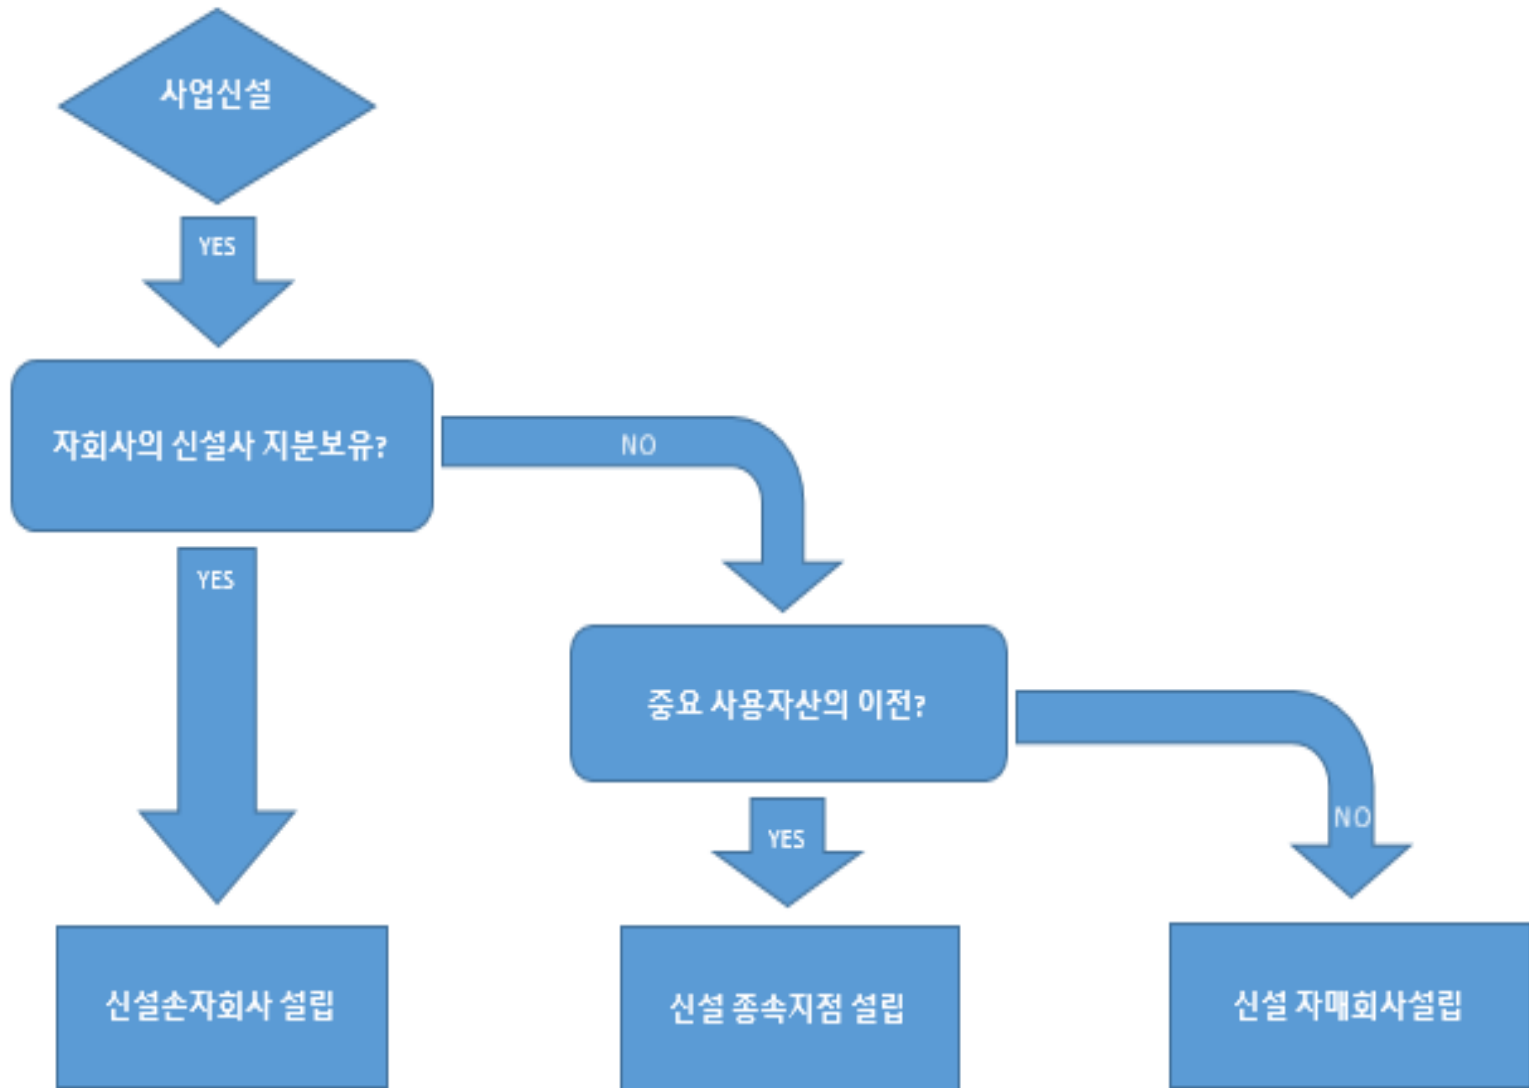 사업신설
YES
자회사의 신설사 지분보유?
NO
YES
중요 사용자산의 이전?
YES
NO
신설손자회사 설립
신설 종속지점 설립
신설 자매회사설립